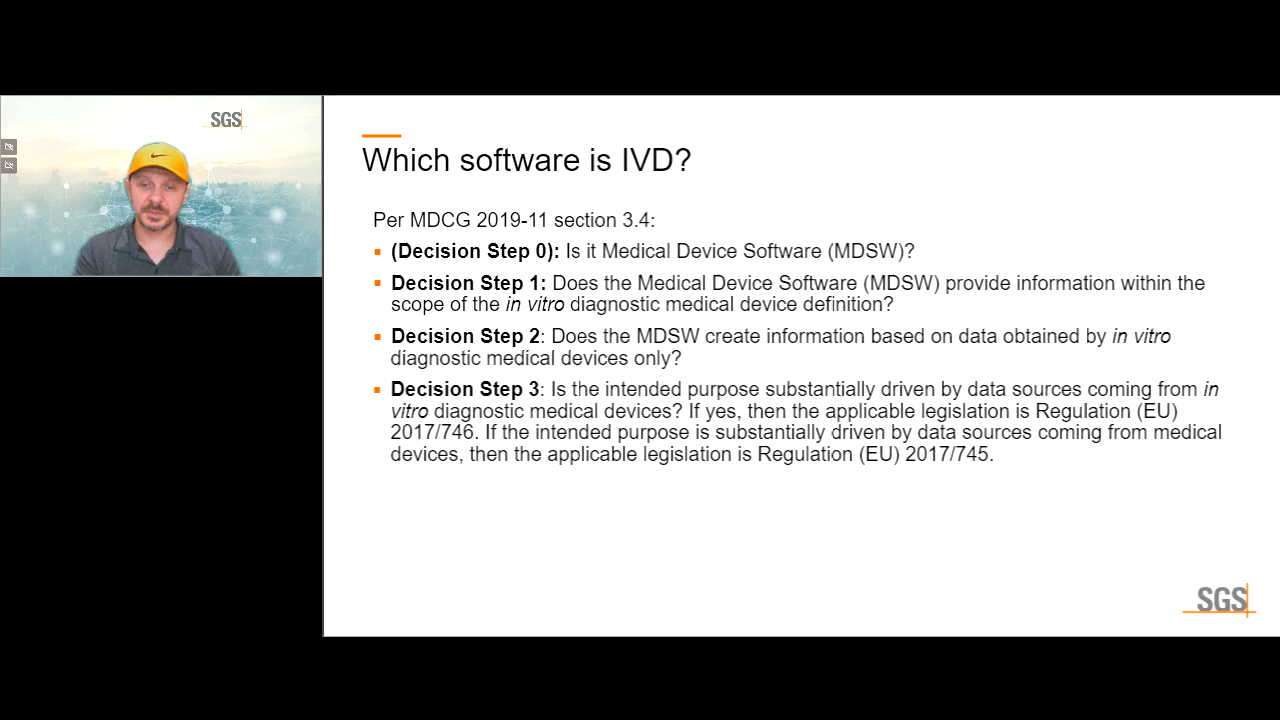 SGS
Which software is IVD?
Per MDCG 2019-11 section 3.4:
(Decision Step 0): Is it Medical Device Software (MDSW)?
Decision Step 1: Does the Medical Device Software (MDSW) provide information within the
scope of the in vitro diagnostic medical device definition?
Decision Step 2: Does the MDSW create information based on data obtained by in vitro
diagnostic medical devices only?
Decision Step 3: Is the intended purpose substantially driven by data sources coming from in
vitro diagnostic medical devices? If yes, then the applicable legislation is Regulation (EU)
2017/746. If the intended purpose is substantially driven by data sources coming from medical
devices, then the applicable legislation is Regulation (EU) 2017/745.
SGS